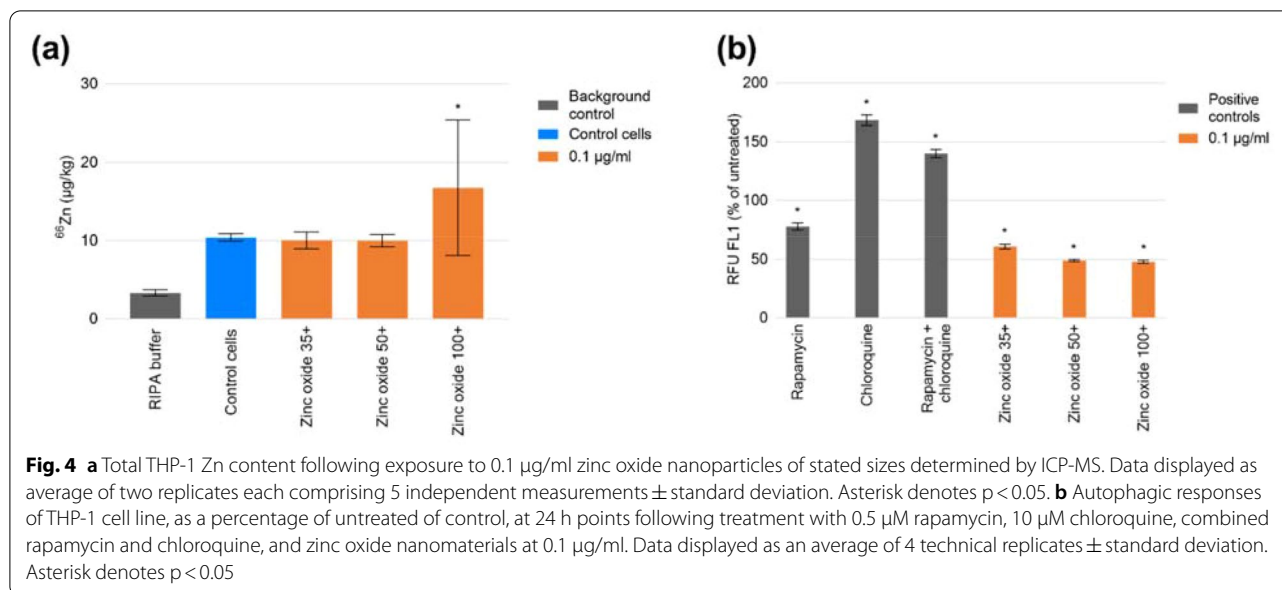 (a)
30
20
10
0
⁶⁶Zn (µg/kg)
*
RIPA buffer
Control cells
Zinc oxide 35+
Zinc oxide 50+
Zinc oxide 100+
Background
control
Control cells
0.1 µg/ml
(b)
200
150
100
50
0
RFU FL1 (% of untreated)
*
*
*
*
*
*
Rapamycin
Chloroquine
Rapamycin +
chloroquine
Zinc oxide 35+
Zinc oxide 50+
Zinc oxide 100+
Positive
controls
0.1 µg/ml
Fig. 4 a Total THP-1 Zn content following exposure to 0.1 µg/ml zinc oxide nanoparticles of stated sizes determined by ICP-MS. Data displayed as
average of two replicates each comprising 5 independent measurements ± standard deviation. Asterisk denotes p < 0.05. b Autophagic responses
of THP-1 cell line, as a percentage of untreated of control, at 24 h points following treatment with 0.5 µM rapamycin, 10 µM chloroquine, combined
rapamycin and chloroquine, and zinc oxide nanomaterials at 0.1 µg/ml. Data displayed as an average of 4 technical replicates ± standard deviation.
Asterisk denotes p < 0.05